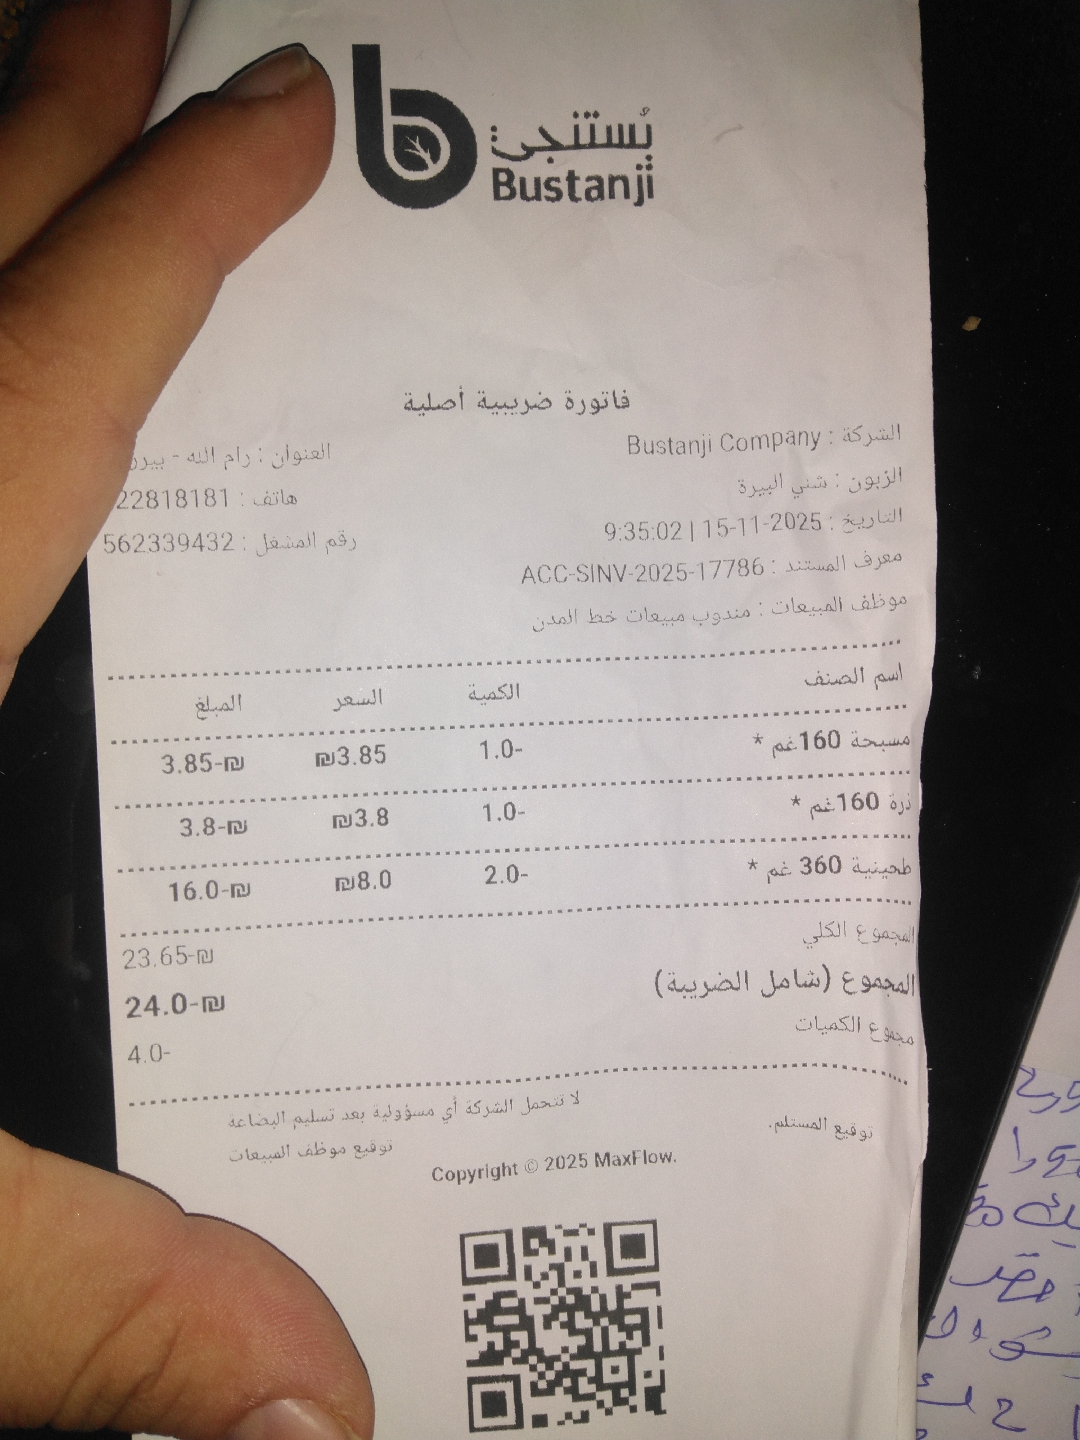 بُستنجي
Bustanji
فاتورة ضريبية أصلية
الشركة : Bustanji Company
العنوان : رام الله -
الزبون : شني البيرة
هاتف : 22818181
التاريخ : 15-11-2025 | 9:35:02
رقم المشغل : 562339432
معرف المستند : ACC-SINV-2025-17786
موظف المبيعات : مندوب مبيعات خط المدن
اسم الصنف الكمية السعر المبلغ
مسبحة 160غم * 1.0- ₪3.85 3.85-₪
ذرة 160غم * 1.0- ₪3.8 3.8-₪
طحينية 360 غم * 2.0- ₪8.0 16.0-₪
المجموع الكلي 23.65-₪
المجموع (شامل الضريبة) 24.0-₪
مجموع الكميات 4.0-
لا تتحمل الشركة أي مسؤولية بعد تسليم البضاعة
توقيع المستلم.
توقيع موظف المبيعات
Copyright © 2025 MaxFlow.